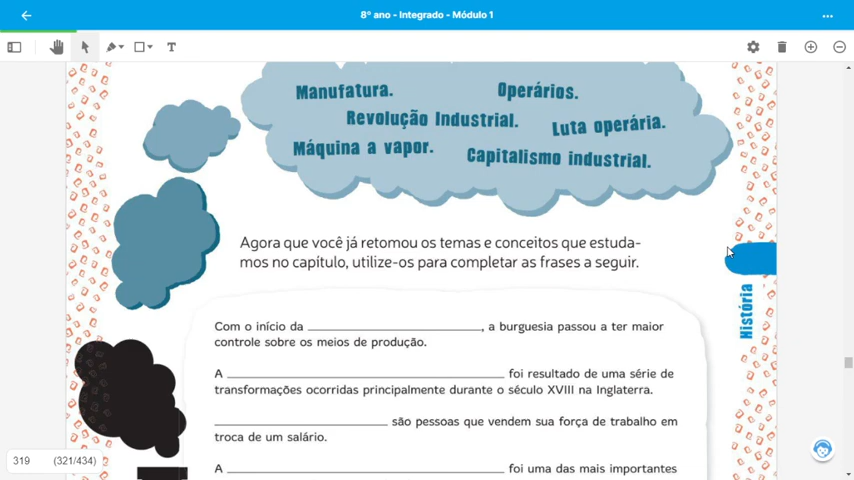 8º ano - Integrado - Módulo 1
T
Manufatura.
Operários.
Revolução Industrial.
Luta operária.
Máquina a vapor.
Capitalismo industrial.
Agora que você já retomou os temas e conceitos que estuda-
mos no capítulo, utilize-os para completar as frases a seguir.
História
Com o início da ______________________, a burguesia passou a ter maior
controle sobre os meios de produção.
A ___________________________________ foi resultado de uma série de
transformações ocorridas principalmente durante o século XVIII na Inglaterra.
______________________ são pessoas que vendem sua força de trabalho em
troca de um salário.
A ___________________________________ foi uma das mais importantes
319 (321/434)